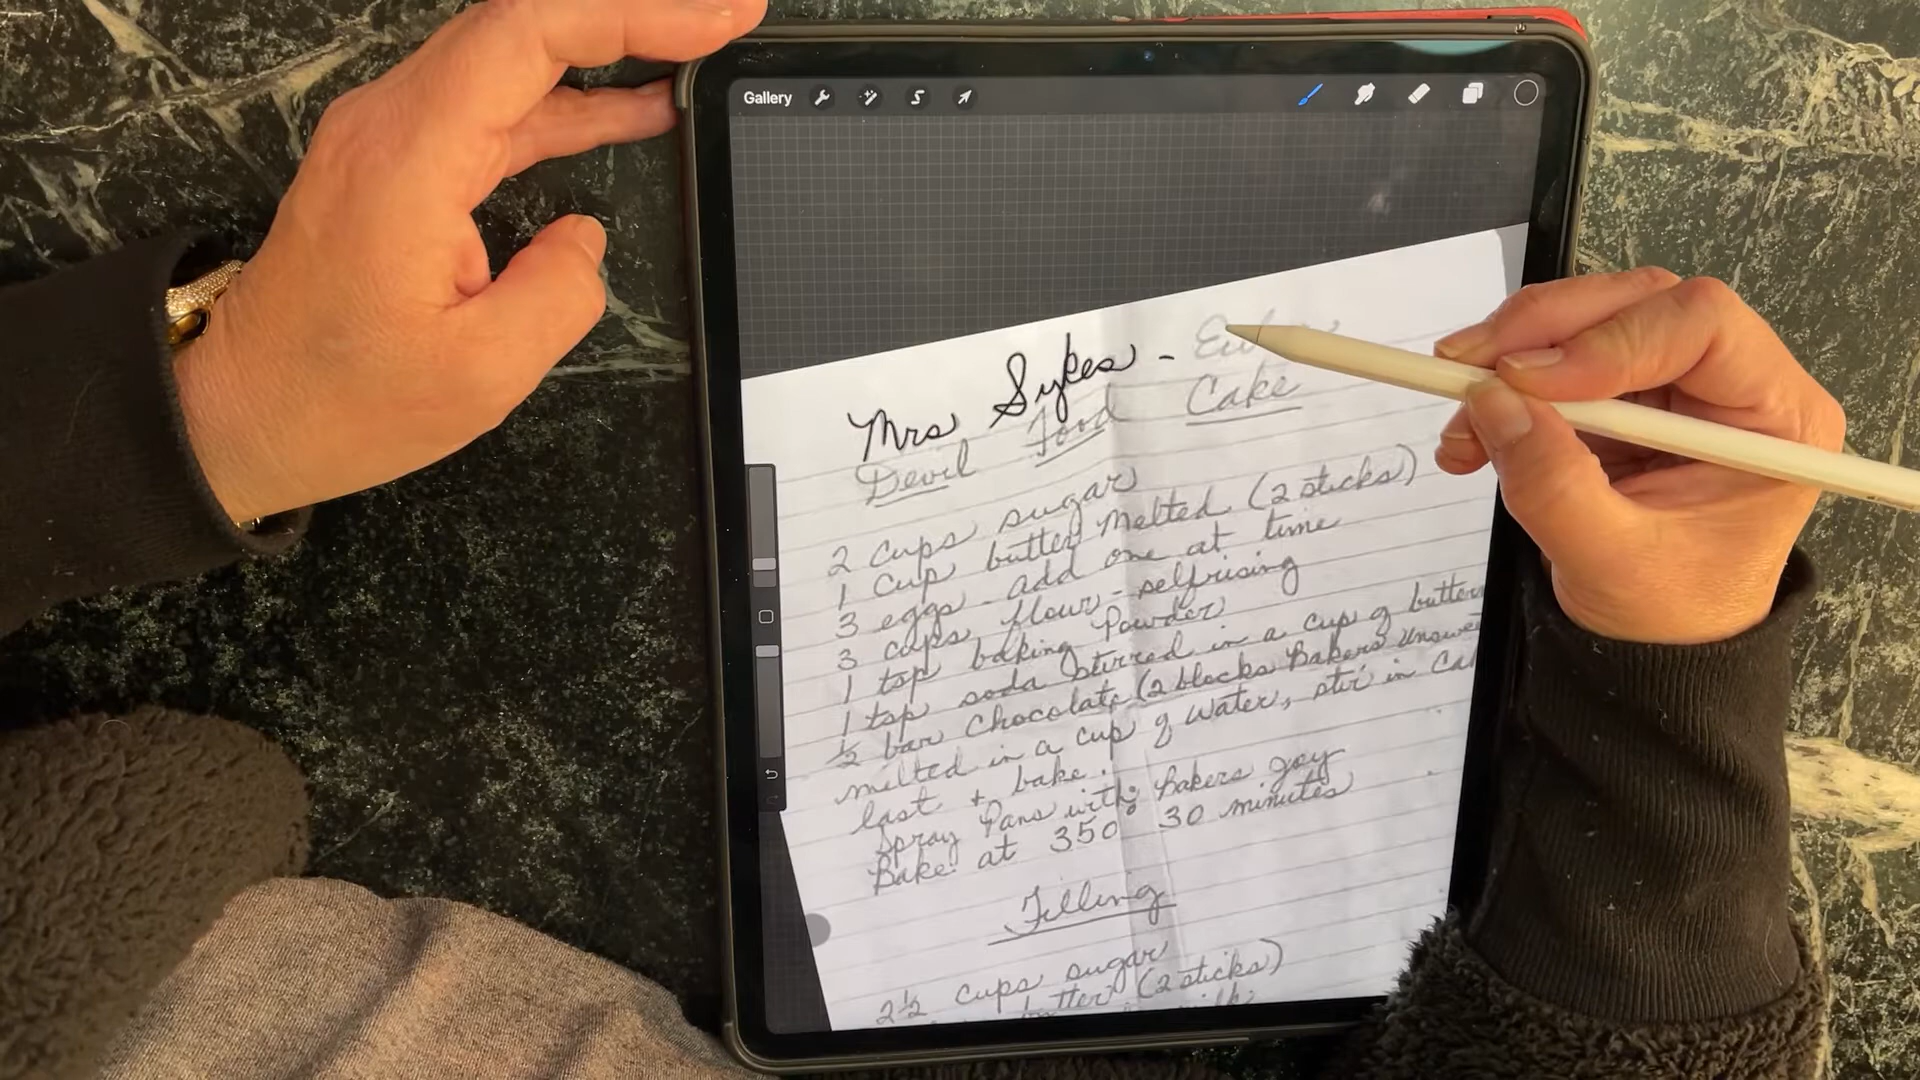 Gallery
Mrs Sykes -
Devil Food Cake
2 cups sugar
1 cup butter Melted (2 sticks)
3 eggs - add one at time
3 cups flour - selfrising
1 tsp baking Powder
1 tsp soda stirred in a cup of butter
½ bar Chocolate (2 blocks Bakers Unswee
melted in a cup of water, stir in Ca
last + bake.
Spray Pans with: Bakers Joy
Bake at 350° 30 minutes
Filling
2½ cups sugar
butter (2 sticks)